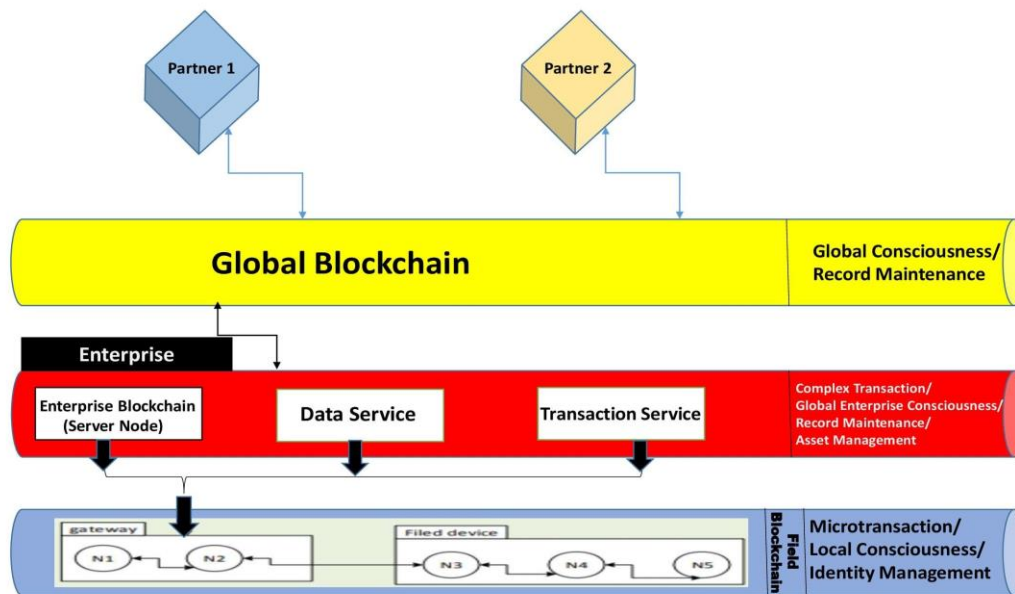 Partner 1
Partner 2
Global Blockchain
Global Consciousness/
Record Maintenance
Enterprise
Enterprise Blockchain
(Server Node)
Data Service
Transaction Service
Complex Transaction/
Global Enterprise Consciousness/
Record Maintenance/
Asset Management
gateway
N1
N2
Filed device
N3
N4
N5
Field
Blockchain
Microtransaction/
Local Consciousness/
Identity Management